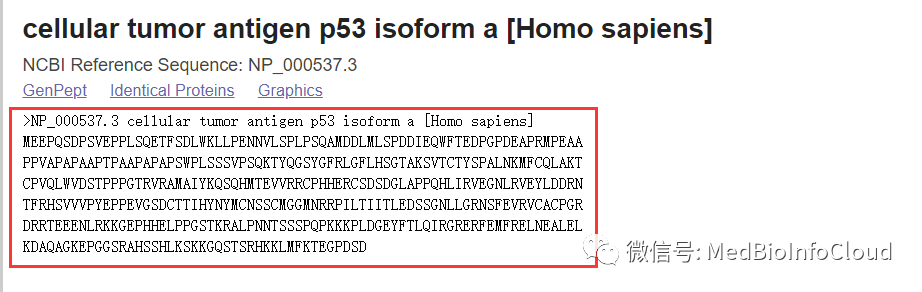 cellular tumor antigen p53 isoform a [Homo sapiens]
NCBI Reference Sequence: NP_000537.3
GenPept Identical Proteins Graphics
>NP_000537.3 cellular tumor antigen p53 isoform a [Homo sapiens]
MEEPQSDPSVEPPLSQETFSDLWKLLPENNVLSPLPSQAMDDLMLSPDDIEQWFTEDPGPDEAPRMPEAA
PPVAPAPAAPTPAAPAPAPSWPLSSSVPSQKTYQGSYGFRLGFLHSGTAKSVTCTYSPALNKMFCQLAKT
CPVQLWVDSTPPPGTRVRAMAIYKQSQHMTEVVRRCPHHERCSDSDGLAPPQHLIRVEGNLRVEYLDDRN
TFRHSVVVPYEPPEVGSDCTTIHYNYMCNSSCMGGMNRRPILTIITLEDSSGNLLGRNSFEVRVCACPGR
DRRTEEENLRKKGEPHHELPPGSTKRALPNNTSSSPQPKKKPLDGEYFTLQIRGRERFEMFRELNEALEL
KDAQAGKEPGGSRAHSSHLKSKKGQSTSRHKKLMFKTEGPDSD
微信号: MedBioInfoCloud